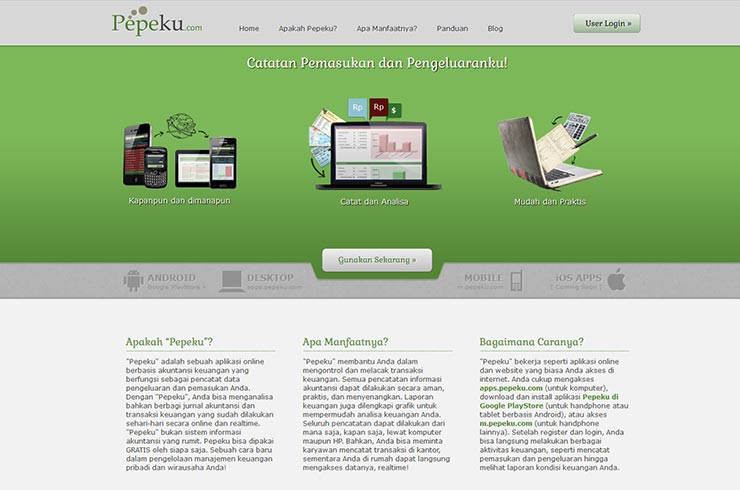 Pepeku.com
Home
Apakah Pepeku?
Apa Manfaatnya?
Panduan
Blog
User Login »
Catatan Pemasukan dan Pengeluaranku!
Rp
Rp
$
Kapanpun dan dimanapun
Catat dan Analisa
Mudah dan Praktis
Gunakan Sekarang »
ANDROID
Google PlayStore »
DESKTOP
apps.pepeku.com
MOBILE
m.pepeku.com
iOS APPS
[ Coming Soon ]
Apakah “Pepeku”?
"Pepeku" adalah sebuah aplikasi online
berbasis akuntansi keuangan yang
berfungsi sebagai pencatat data
pengeluaran dan pemasukan Anda.
Dengan "Pepeku", Anda bisa menganalisa
bahkan berbagi jurnal akuntansi dan
transaksi keuangan yang sudah dilakukan
sehari-hari secara online dan realtime.
"Pepeku" bukan sistem informasi
akuntansi yang rumit. Pepeku bisa dipakai
GRATIS oleh siapa saja. Sebuah cara baru
dalam pengelolaan manajemen keuangan
pribadi dan wirausaha Anda!
Apa Manfaatnya?
"Pepeku" membantu Anda dalam
mengontrol dan melacak transaksi
keuangan. Semua pencatatan informasi
akuntansi dapat dilakukan secara aman,
praktis, dan menyenangkan. Laporan
keuangan juga dilengkapi grafik untuk
mempermudah analisa keuangan Anda.
Seluruh pencatatan dapat dilakukan dari
mana saja, kapan saja, lewat komputer
maupun HP. Bahkan, Anda bisa meminta
karyawan mencatat transaksi di kantor,
sementara Anda di rumah dapat langsung
mengakses datanya, realtime!
Bagaimana Caranya?
"Pepeku" bekerja seperti aplikasi online
dan website yang biasa Anda akses di
internet. Anda cukup mengakses
apps.pepeku.com (untuk komputer),
download dan install aplikasi Pepeku di
Google PlayStore (untuk handphone atau
tablet berbasis Android), atau akses
m.pepeku.com (untuk handphone
lainnya). Setelah register dan login, Anda
bisa langsung melakukan berbagai
aktivitas keuangan, seperti mencatat
pemasukan dan pengeluaran hingga
melihat laporan kondisi keuangan Anda.